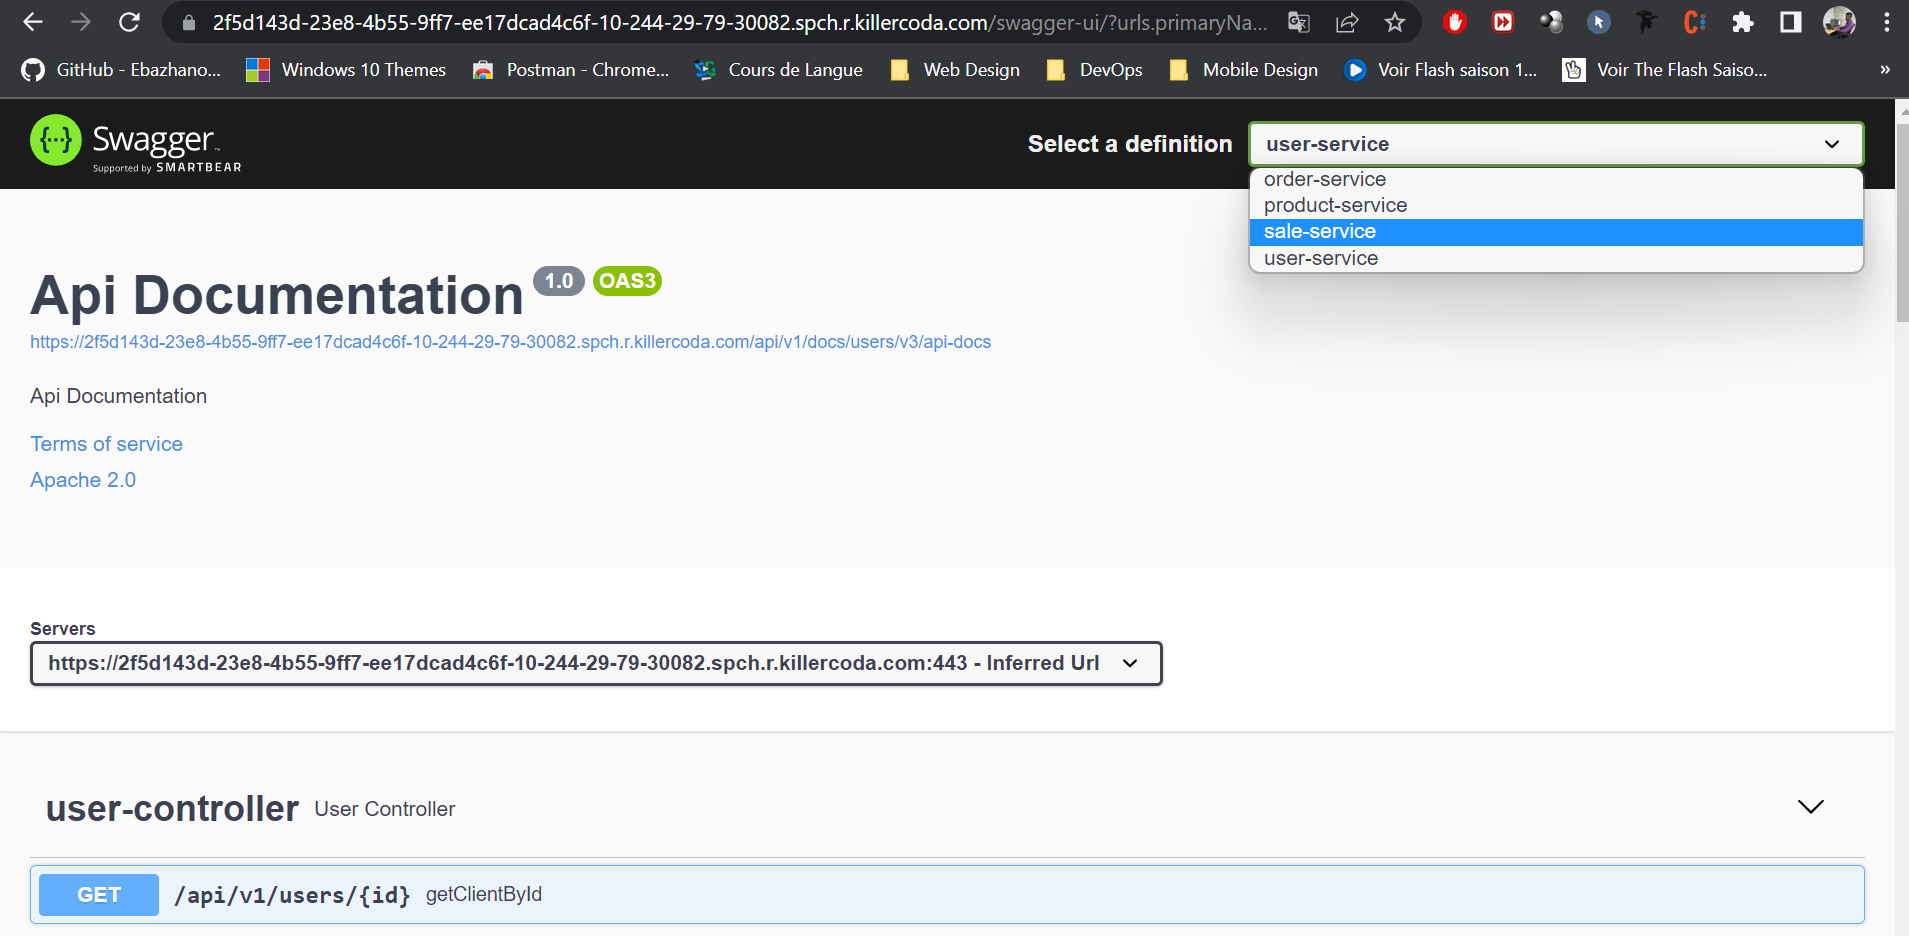 2f5d143d-23e8-4b55-9ff7-ee17dcad4c6f-10-244-29-79-30082.spch.r.killercoda.com/swagger-ui/?urls.primaryNa...
GitHub - Ebazhano... Windows 10 Themes Postman - Chrome... Cours de Langue Web Design DevOps Mobile Design Voir Flash saison 1... Voir The Flash Saiso... »
{···} Swagger™
Supported by SMARTBEAR
Select a definition user-service
order-service
product-service
sale-service
user-service
Api Documentation 1.0 OAS3
https://2f5d143d-23e8-4b55-9ff7-ee17dcad4c6f-10-244-29-79-30082.spch.r.killercoda.com/api/v1/docs/users/v3/api-docs
Api Documentation
Terms of service
Apache 2.0
Servers
https://2f5d143d-23e8-4b55-9ff7-ee17dcad4c6f-10-244-29-79-30082.spch.r.killercoda.com:443 - Inferred Url
user-controller User Controller
GET /api/v1/users/{id} getClientById